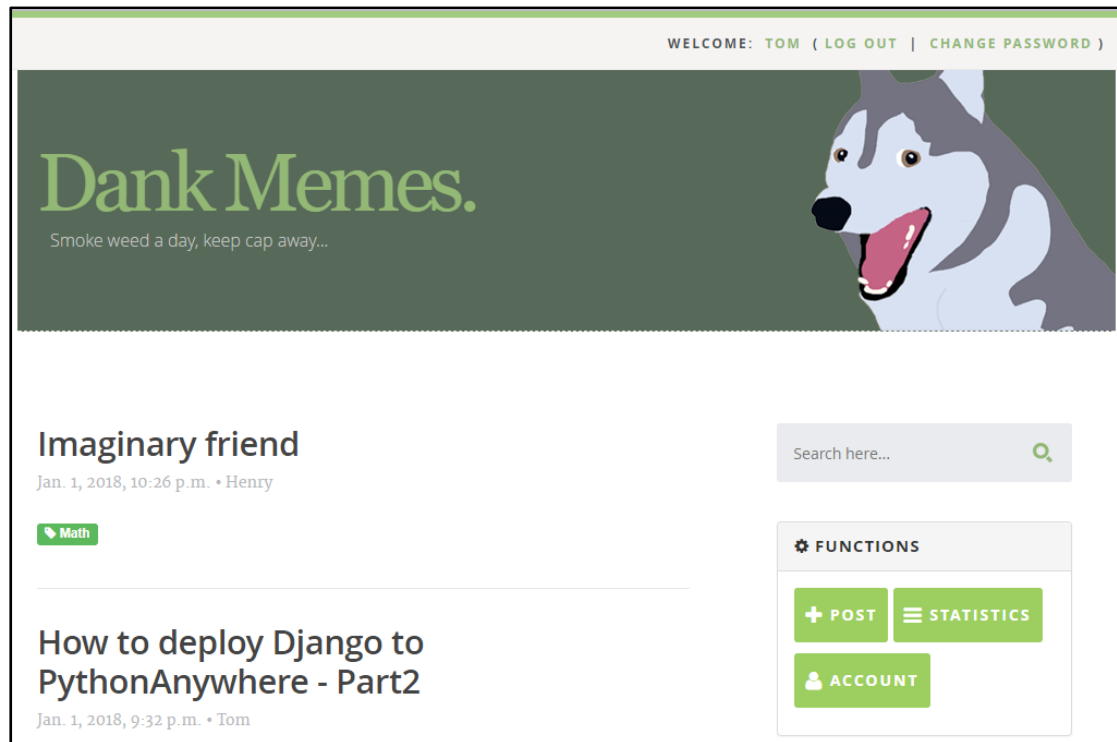 WELCOME: TOM ( LOG OUT | CHANGE PASSWORD )
Dank Memes.
Smoke weed a day, keep cap away...
Imaginary friend
Jan. 1, 2018, 10:26 p.m. • Henry
Math
How to deploy Django to
PythonAnywhere - Part2
Jan. 1, 2018, 9:32 p.m. • Tom
Search here...
FUNCTIONS
POST
STATISTICS
ACCOUNT